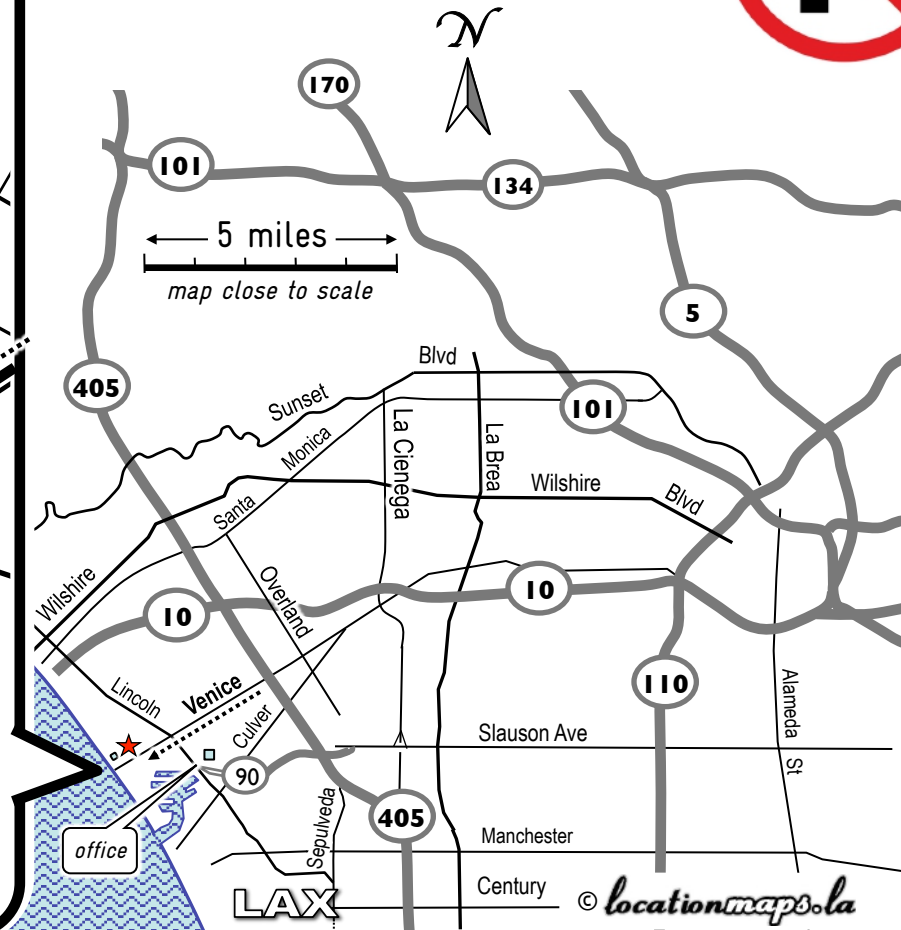 N
170
101
134
5 miles
map close to scale
5
405
Blvd
Sunset
101
Monica
La Cienega
La Brea
Wilshire
Blvd
Santa
Wilshire
Overland
10
10
Lincoln
Venice
110
Alameda
St
Culver
Slauson Ave
90
405
Sepulveda
office
Manchester
LAX
Century
© locationmaps.la